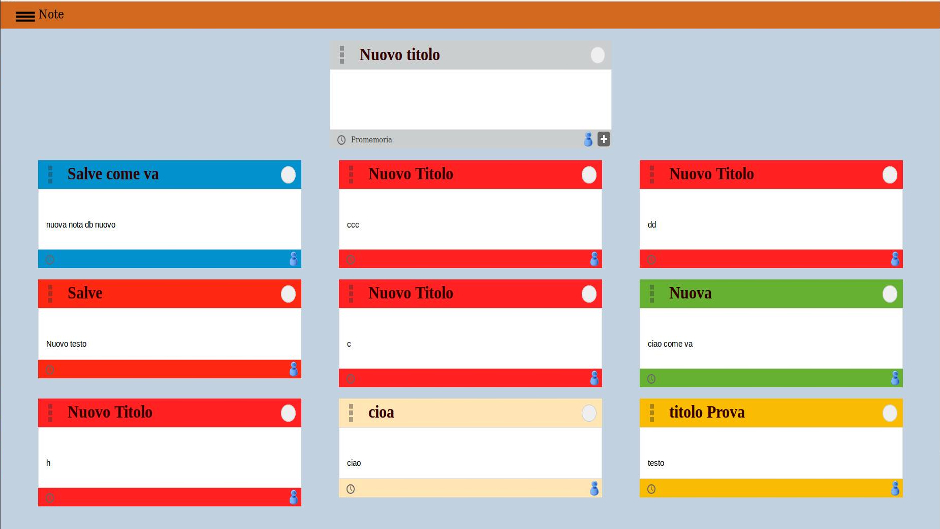 Note
Nuovo titolo
Promemoria
Salve come va
nuova nota db nuovo
Nuovo Titolo
ccc
Nuovo Titolo
dd
Salve
Nuovo testo
Nuovo Titolo
c
Nuova
ciao come va
Nuovo Titolo
h
cioa
ciao
titolo Prova
testo